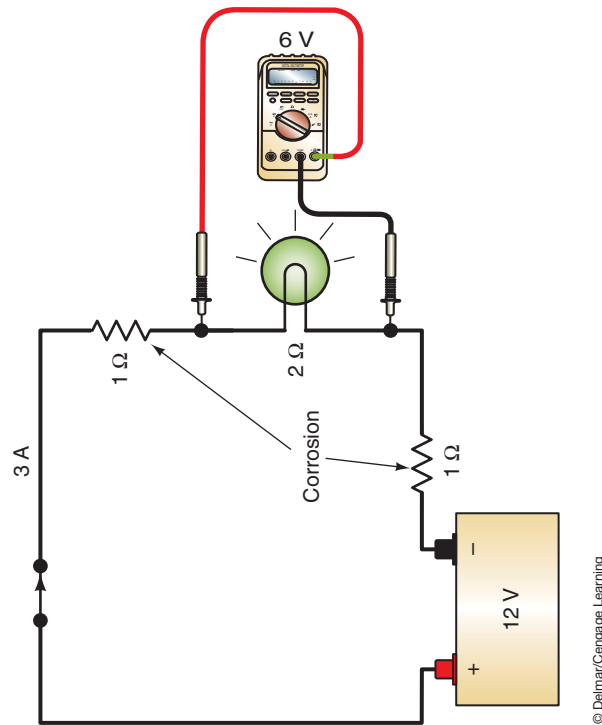 6 V
3 A
1 Ω
2 Ω
Corrosion
1 Ω
+
−
12 V
© Delmar/Cengage Learning